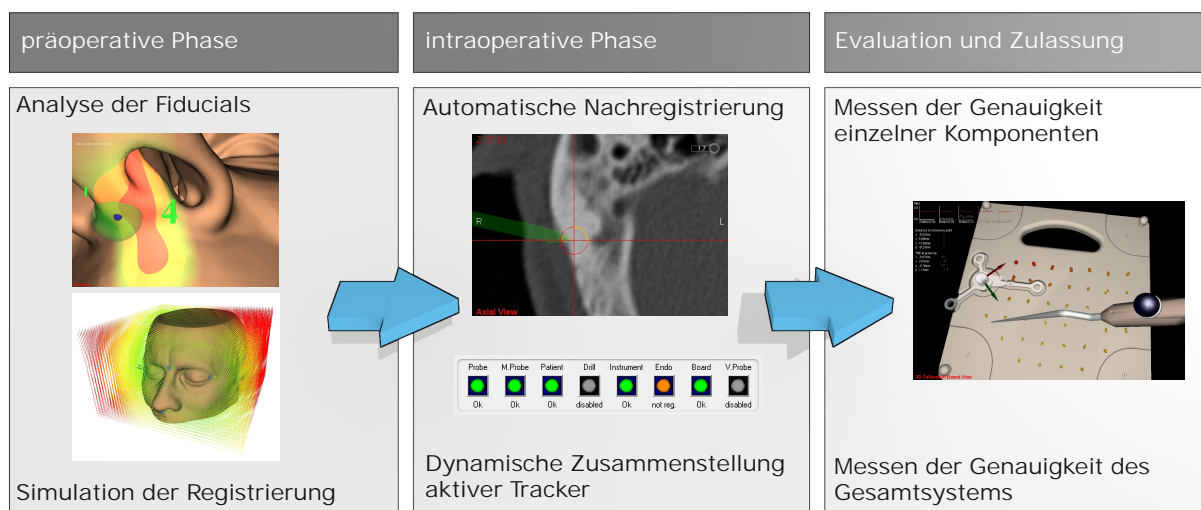 präoperative Phase
intraoperative Phase
Evaluation und Zulassung
Analyse der Fiducials
1
4
Simulation der Registrierung
Automatische Nachregistrierung
17
R
L
Axial View
Probe M.Probe Patient Drill Instrument Endo Board V.Probe
Ok Ok Ok disabled Ok not reg. Ok disabled
Dynamische Zusammenstellung
aktiver Tracker
Messen der Genauigkeit
einzelner Komponenten
Messen der Genauigkeit des
Gesamtsystems